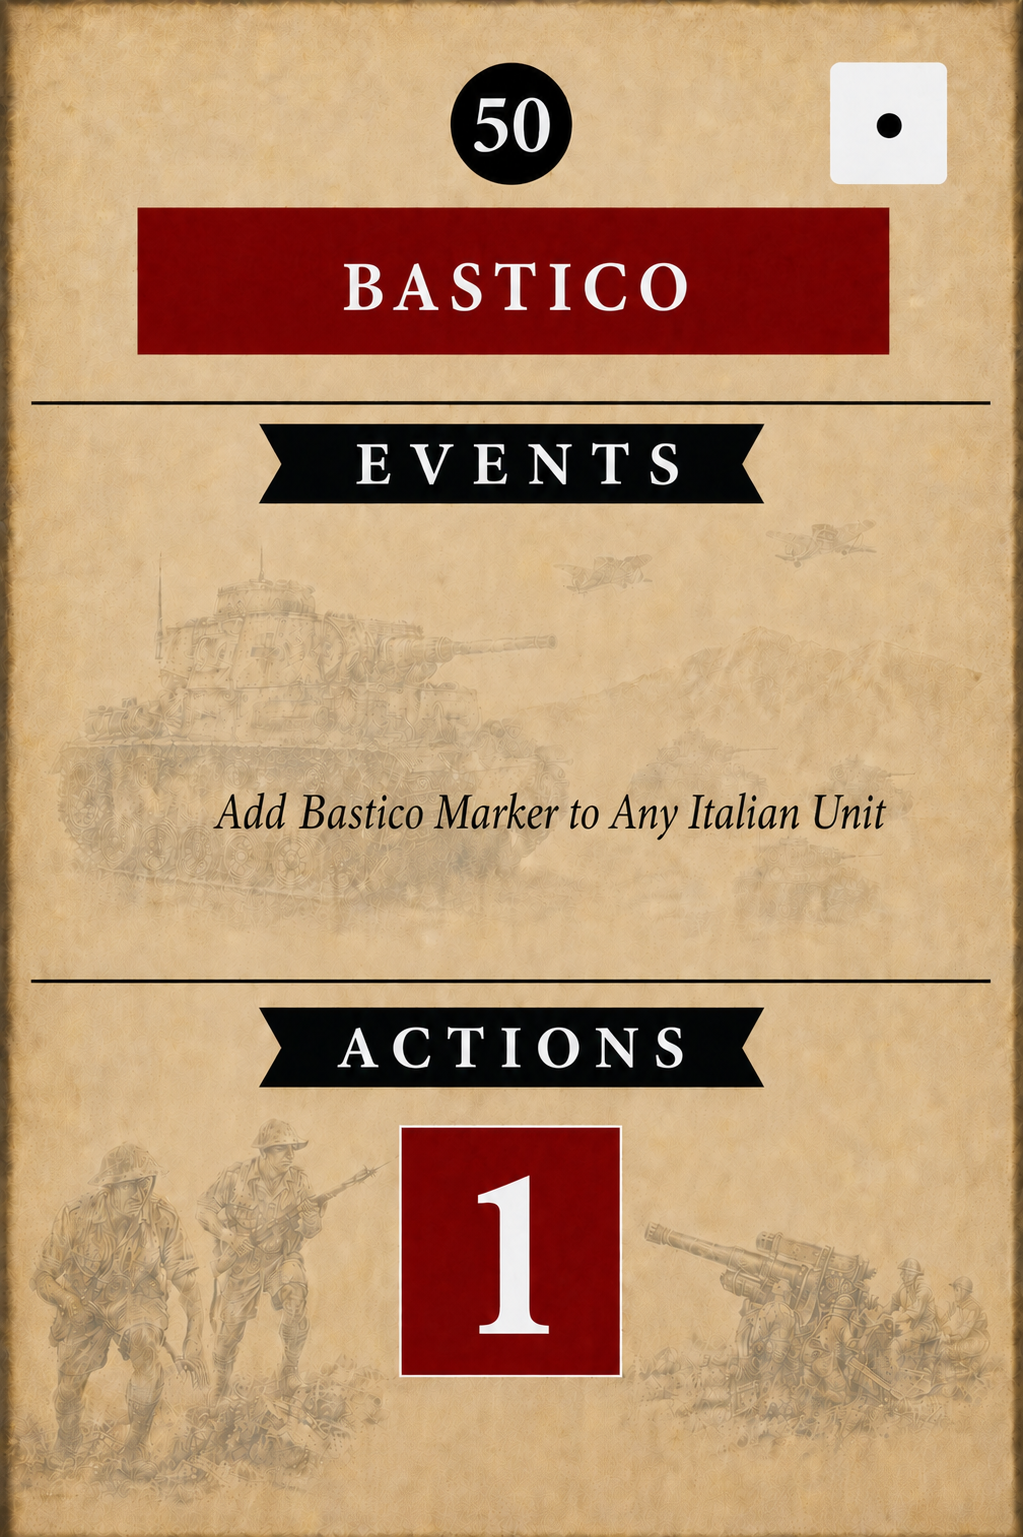 50
BASTICO
EVENTS
Add Bastico Marker to Any Italian Unit
ACTIONS
1